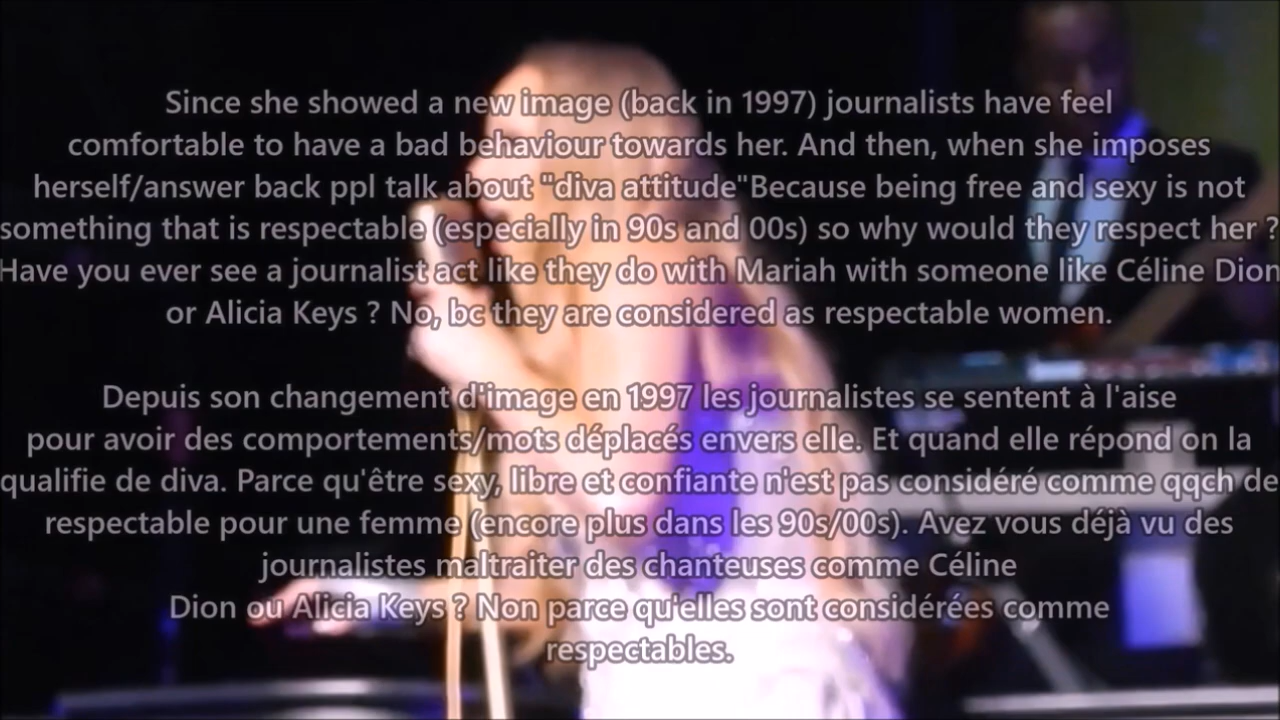 Since she showed a new image (back in 1997) journalists have feel
comfortable to have a bad behaviour towards her. And then, when she imposes
herself/answer back ppl talk about "diva attitude"Because being free and sexy is not
something that is respectable (especially in 90s and 00s) so why would they respect her ?
Have you ever see a journalist act like they do with Mariah with someone like Céline Dion
or Alicia Keys ? No, bc they are considered as respectable women.
Depuis son changement d'image en 1997 les journalistes se sentent à l'aise
pour avoir des comportements/mots déplacés envers elle. Et quand elle répond on la
qualifie de diva. Parce qu'être sexy, libre et confiante n'est pas considéré comme qqch de
respectable pour une femme (encore plus dans les 90s/00s). Avez vous déjà vu des
journalistes maltraiter des chanteuses comme Céline
Dion ou Alicia Keys ? Non parce qu'elles sont considérées comme
respectables.